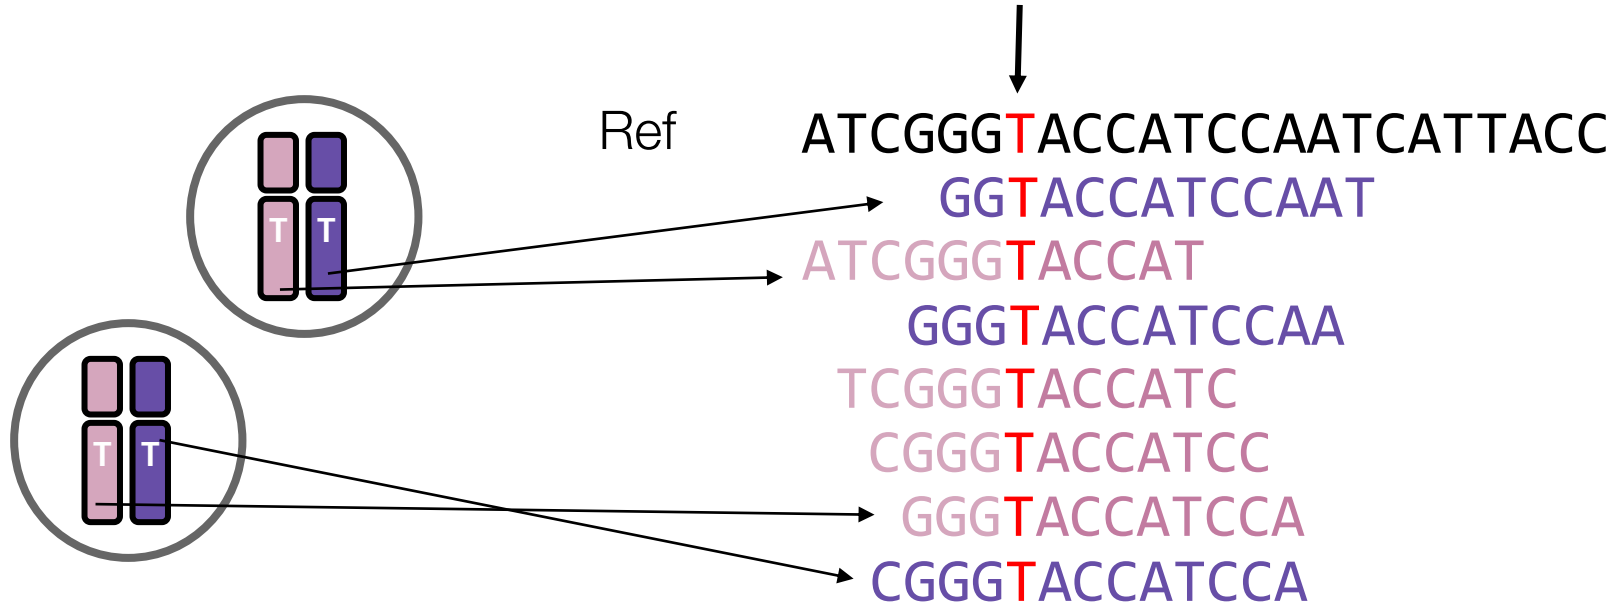 Ref ATCGGGTACCATCCAATCATTACC
GGTACCATCCAAT
T T
ATCGGGTACCAT
GGGTACCATCCAA
TCGGGTACCATC
T T
CGGGTACCATCC
GGGTACCATCCA
CGGGTACCATCCA